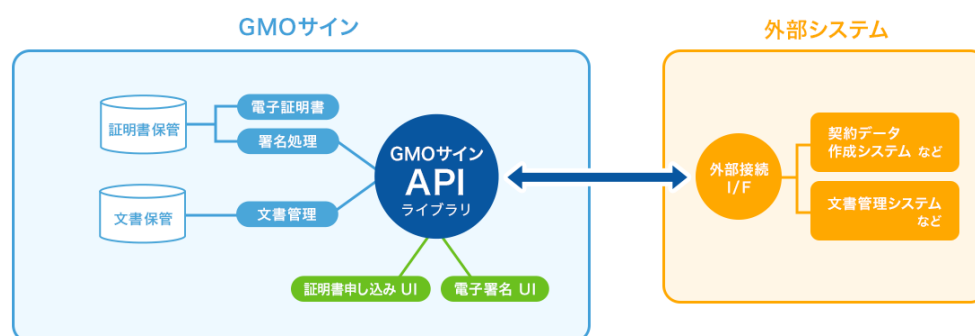 GMOサイン
外部システム
証明書保管
電子証明書
署名処理
文書保管
文書管理
GMOサイン
API
ライブラリ
証明書申し込み UI
電子署名 UI
外部接続
I/F
契約データ
作成システム など
文書管理システム
など